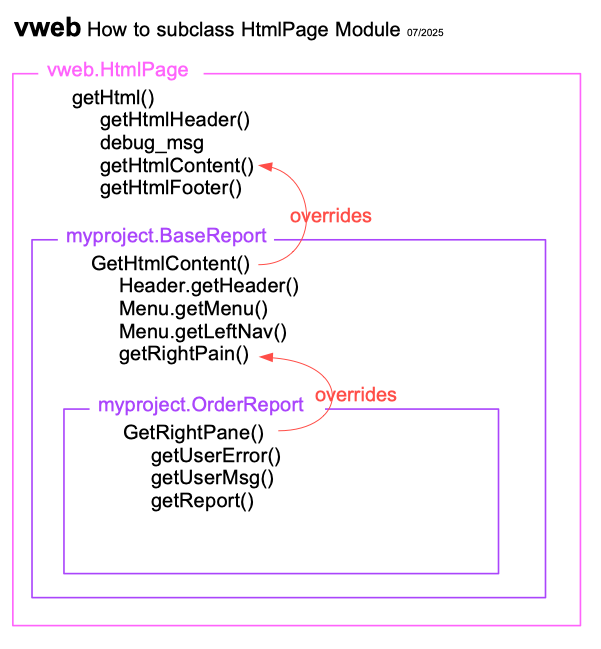 vweb How to subclass HtmlPage Module 07/2025
vweb.HtmlPage
getHtml()
getHtmlHeader()
debug_msg
getHtmlContent()
getHtmlFooter()
overrides
myproject.BaseReport
GetHtmlContent()
Header.getHeader()
Menu.getMenu()
Menu.getLeftNav()
getRightPain()
overrides
myproject.OrderReport
GetRightPane()
getUserError()
getUserMsg()
getReport()